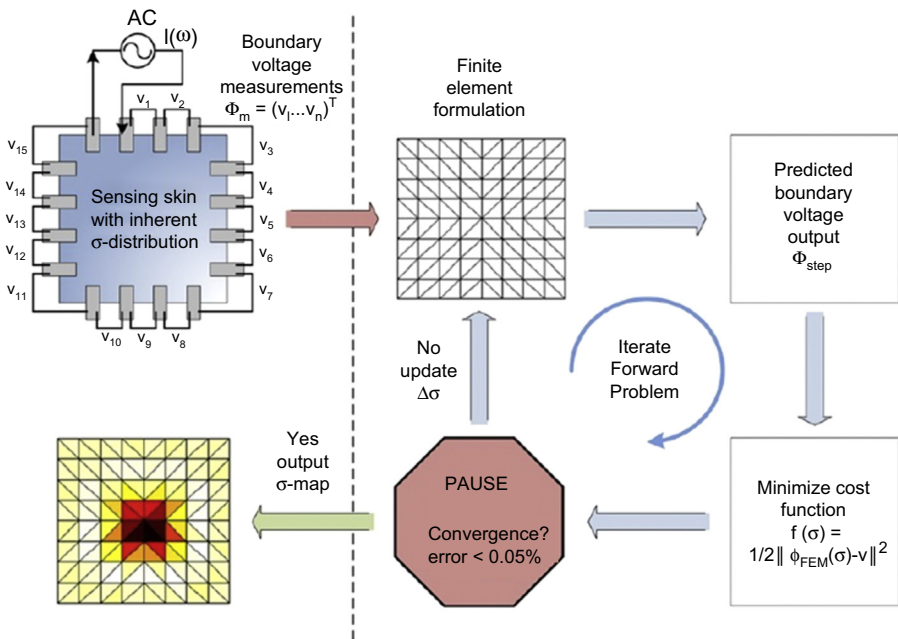 AC
I(ω)
Boundary
voltage
measurements
Φm = (vI...vn)T
v1
v2
v3
v4
v5
v6
v7
v8
v9
v10
v11
v12
v13
v14
v15
Sensing skin
with inherent
σ-distribution
Finite
element
formulation
Predicted
boundary
voltage
output
Φstep
No
update
Δσ
Iterate
Forward
Problem
Yes
output
σ-map
PAUSE
Convergence?
error < 0.05%
Minimize cost
function
f (σ) =
1/2‖ ϕFEM(σ)-v‖2